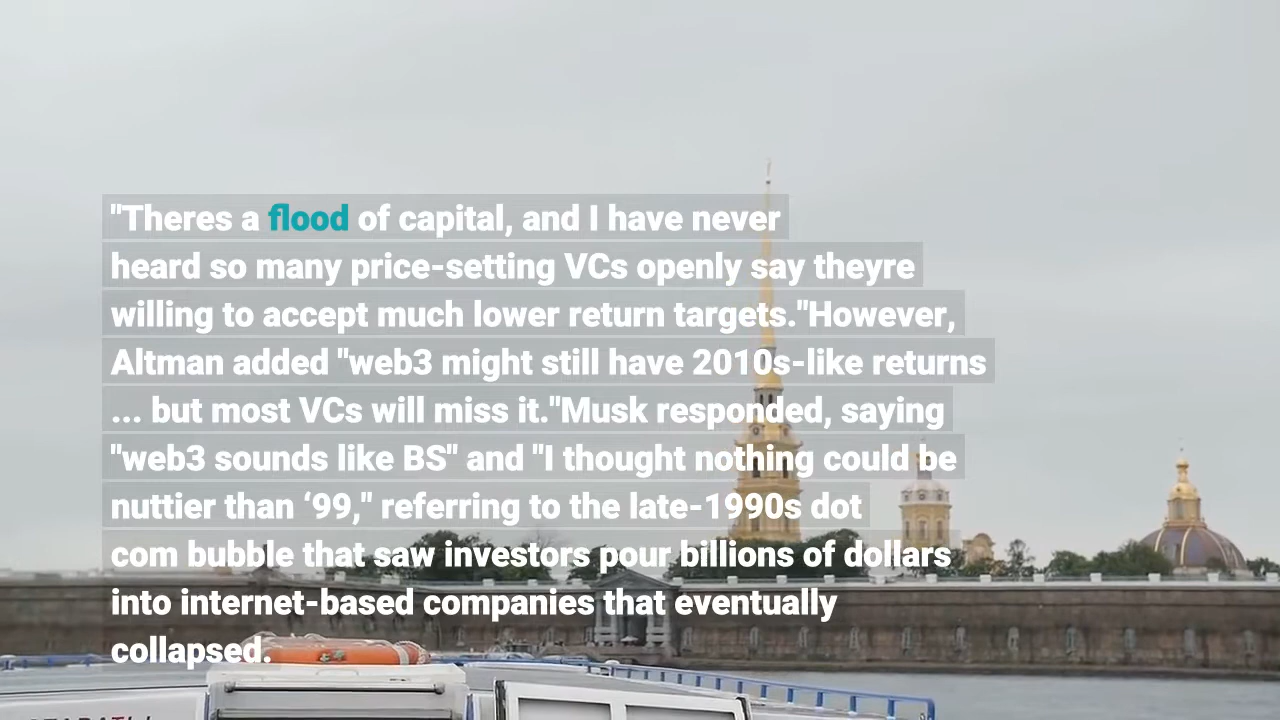 "Theres a flood of capital, and I have never
heard so many price-setting VCs openly say theyre
willing to accept much lower return targets."However,
Altman added "web3 might still have 2010s-like returns
... but most VCs will miss it."Musk responded, saying
"web3 sounds like BS" and "I thought nothing could be
nuttier than ‘99," referring to the late-1990s dot
com bubble that saw investors pour billions of dollars
into internet-based companies that eventually
collapsed.